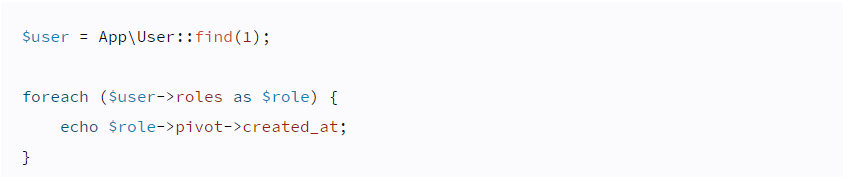 $user = App\User::find(1);
foreach ($user->roles as $role) {
    echo $role->pivot->created_at;
}